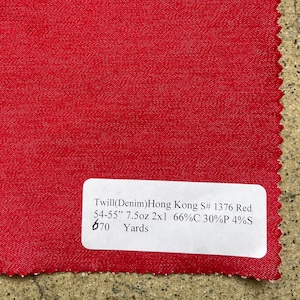 Twill(Denim)Hong Kong S# 1376 Red
54-55" 7.5oz 2x1 66%C 30%P 4%S
670 Yards